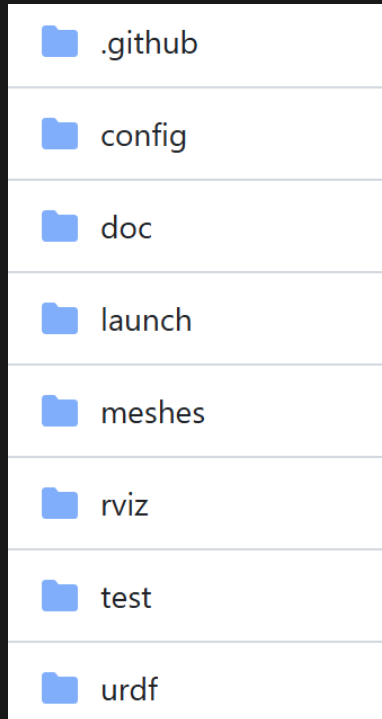 .github
config
doc
launch
meshes
rviz
test
urdf